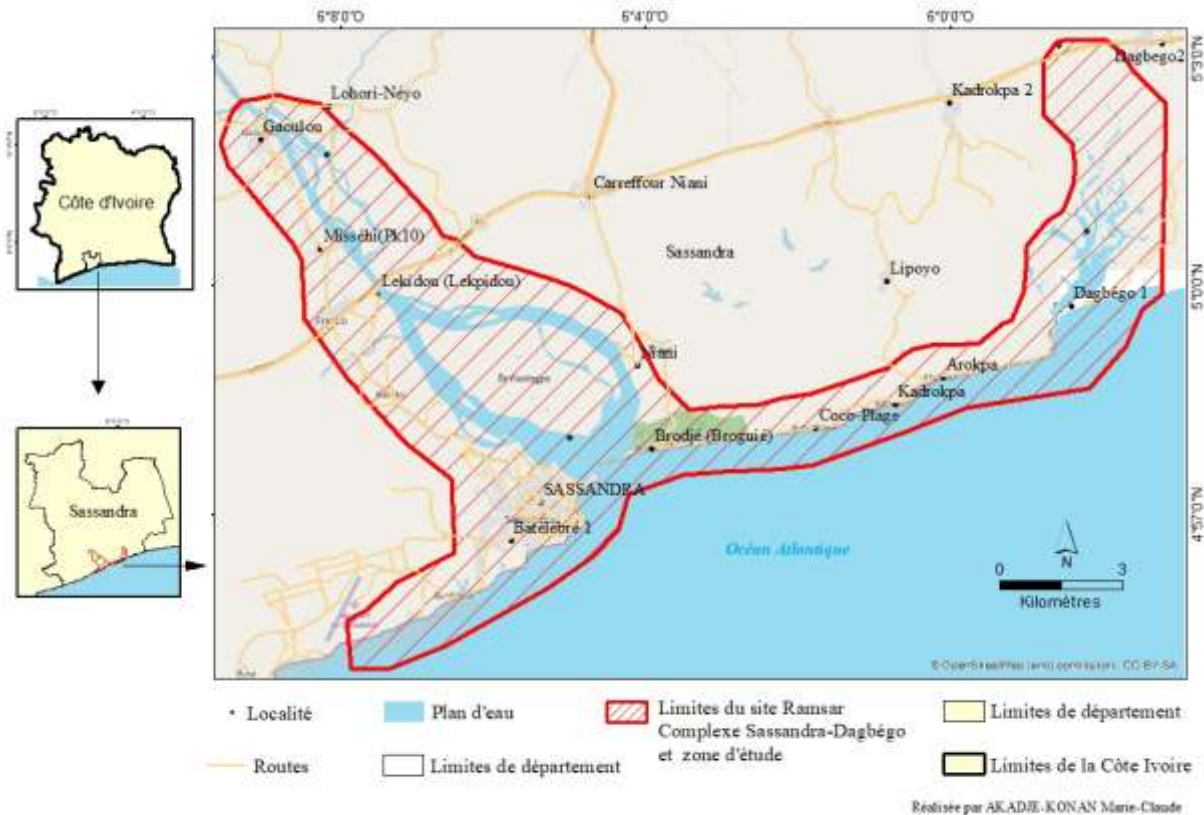 6°8'0"O
6°4'0"O
6°0'0"O
5°3'0"N
5°0'0"N
4°57'0"N
Côte d'Ivoire
Sassandra
Lohori-Néyo
Gaoulou
Misséhi(Pk10)
Lekidou (Lekpidou)
Carreffour Niani
Sassandra
Kadrokpa 2
Dagbego2
Lipoyo
Dagbégo 1
Niani
Arokpa
Kadrokpa
Coco-Plage
Brodjé (Broguié)
SASSANDRA
Batélébré 1
Océan Atlantique
N
0 3
Kilomètres
© OpenStreetMap (and) contributors, CC-BY-SA
Localité
Plan d'eau
Limites du site Ramsar
Complexe Sassandra-Dagbégo
et zone d'étude
Limites de département
Routes
Limites de département
Limites de la Côte Ivoire
Réalisée par AKADJE-KONAN Marie-Claude